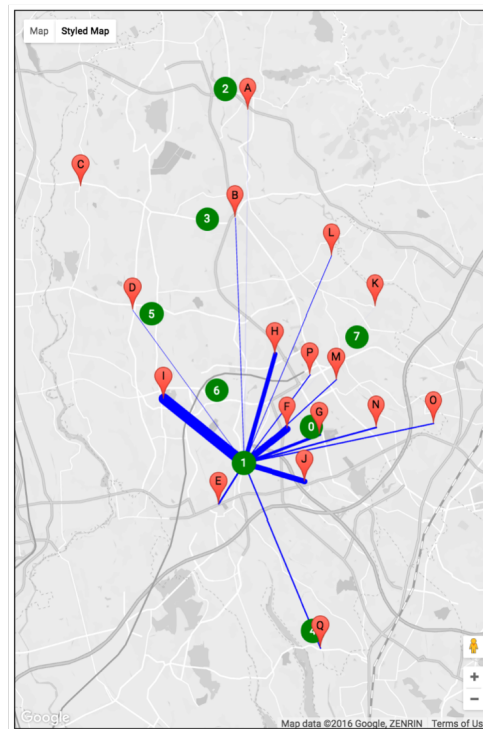 Map Styled Map
2 A
C
B
3
L
D
K
5
H
7
P M
I
6
F G N O
0
1
J
E
4 Q
+
−
Google
Map data ©2016 Google, ZENRIN Terms of Us